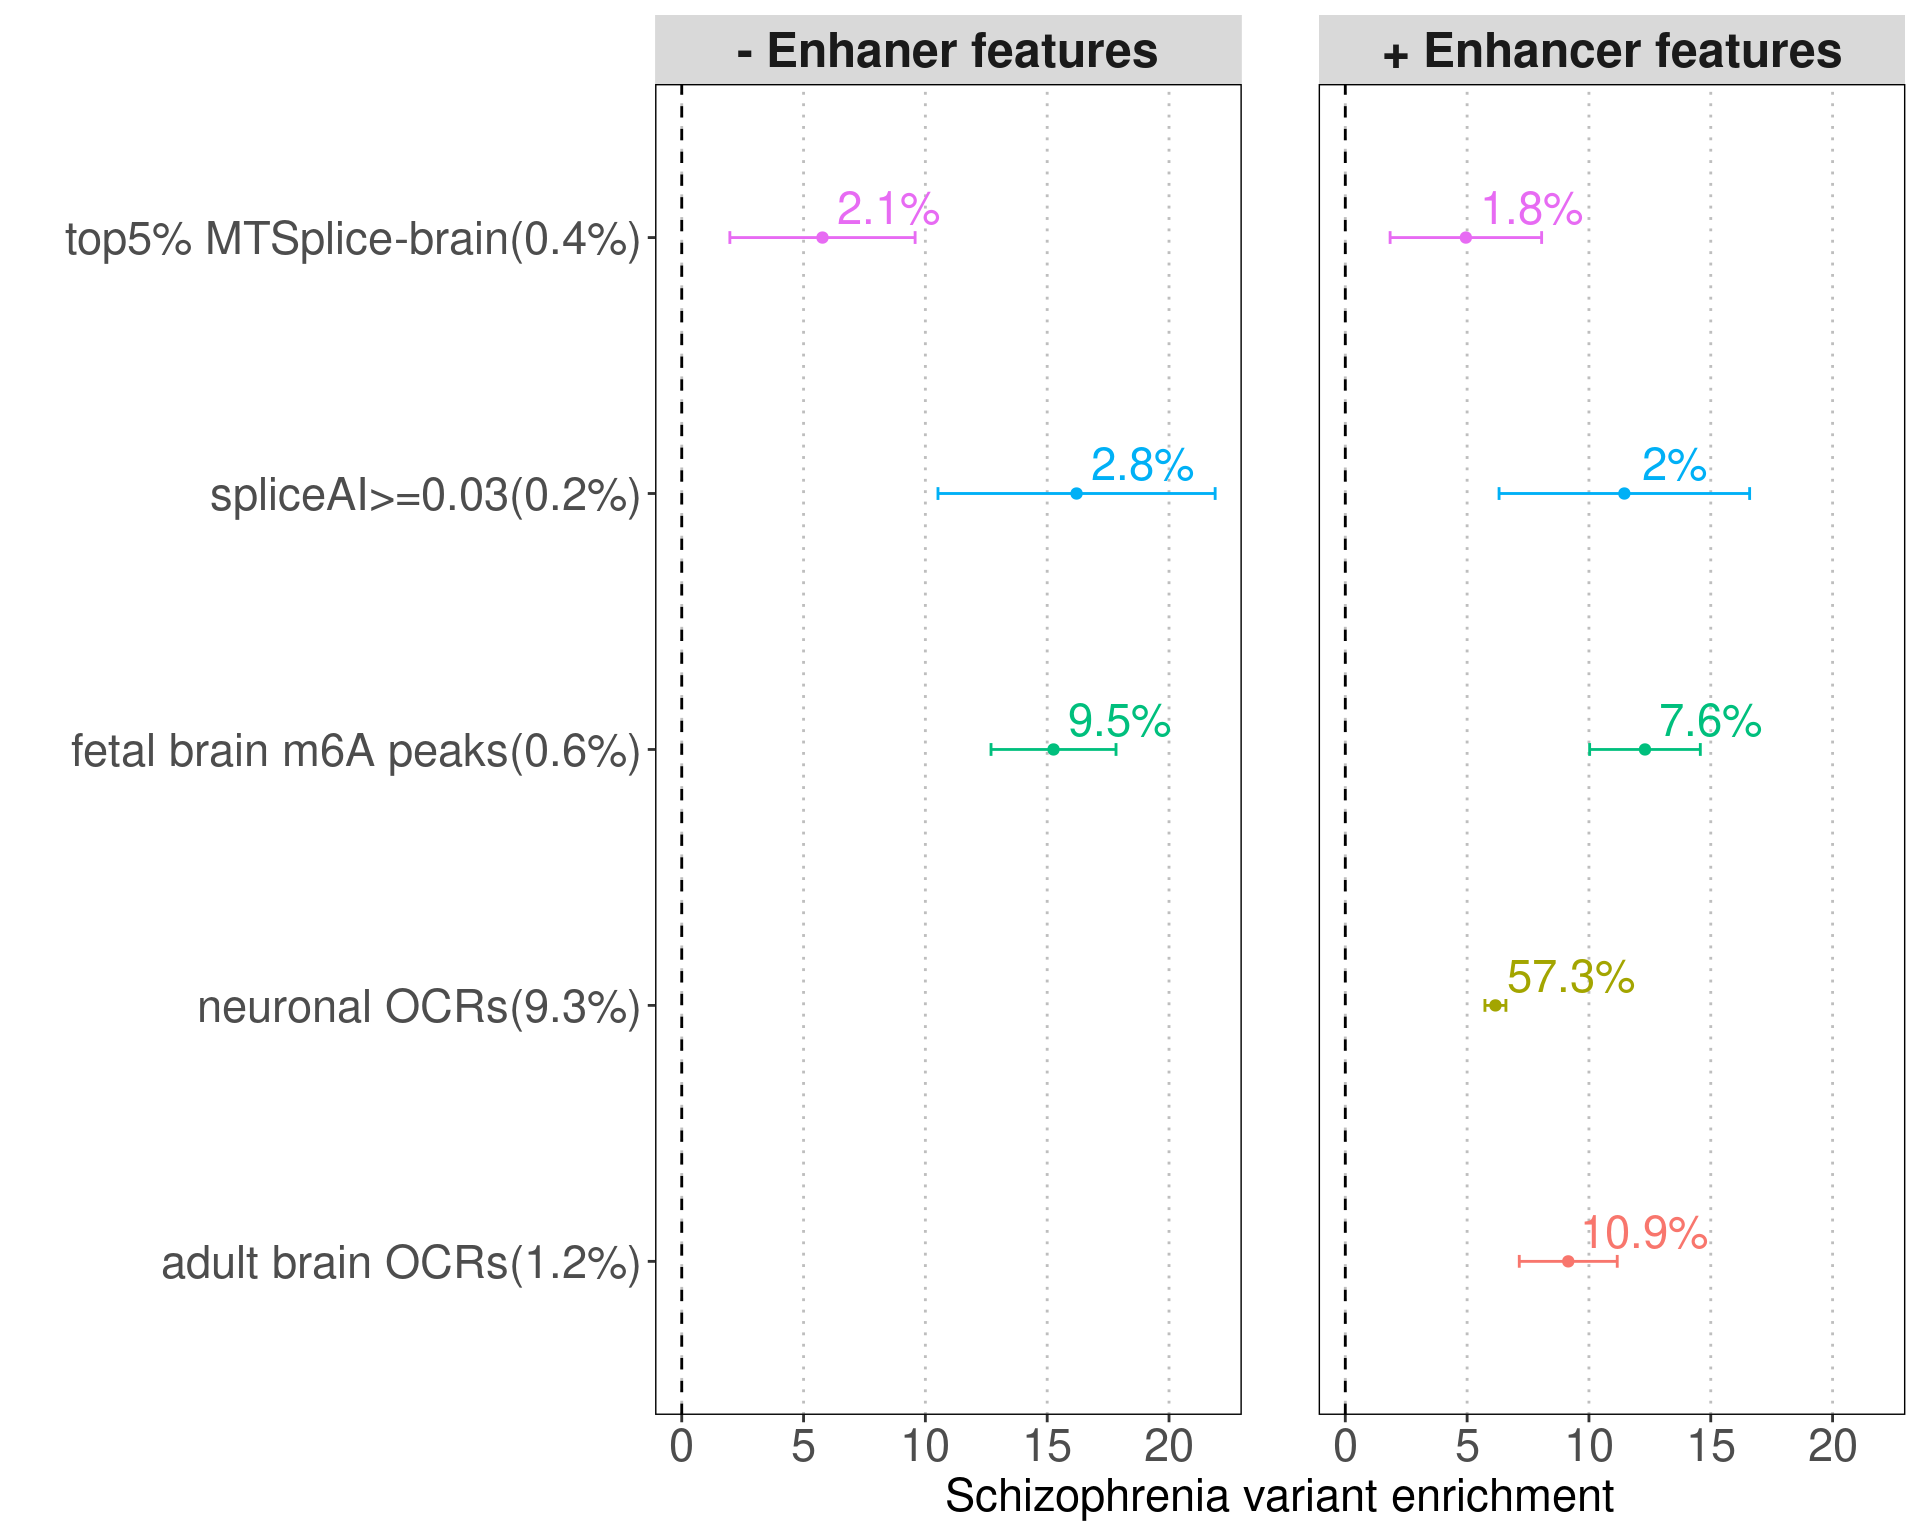 - Enhaner features
+ Enhancer features
top5% MTSplice-brain(0.4%)
2.1%
1.8%
spliceAI>=0.03(0.2%)
2.8%
2%
fetal brain m6A peaks(0.6%)
9.5%
7.6%
neuronal OCRs(9.3%)
57.3%
adult brain OCRs(1.2%)
10.9%
0 5 10 15 20
0 5 10 15 20
Schizophrenia variant enrichment